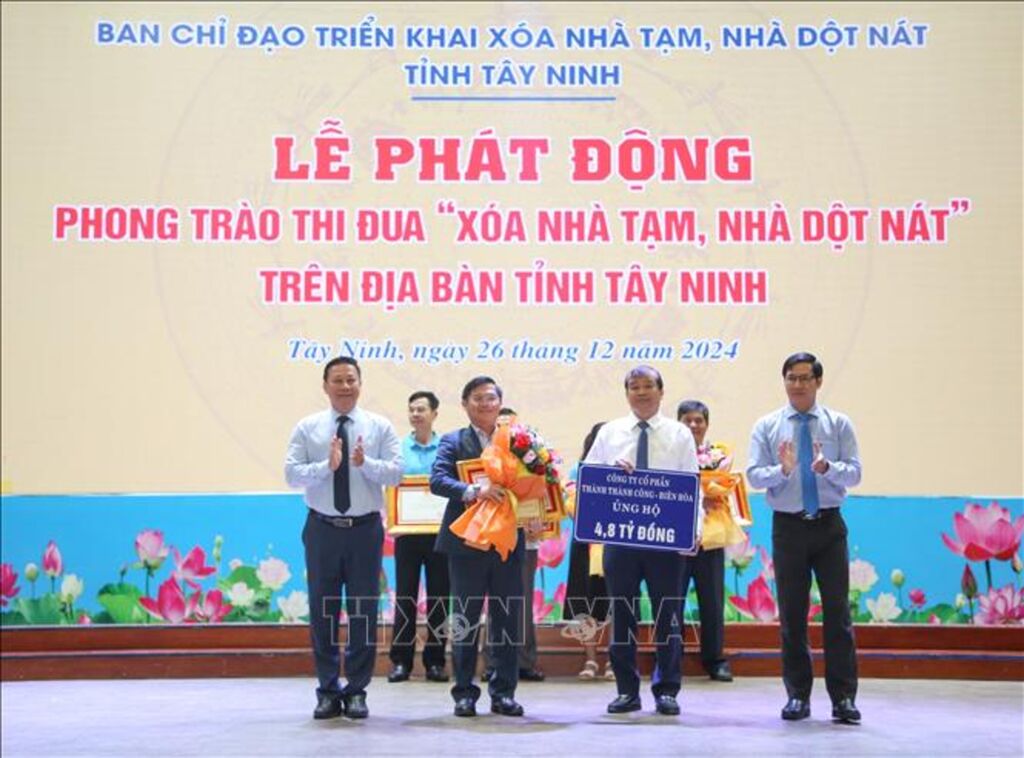 BAN CHỈ ĐẠO TRIỂN KHAI XÓA NHÀ TẠM, NHÀ DỘT NÁT
TỈNH TÂY NINH
LỄ PHÁT ĐỘNG
PHONG TRÀO THI ĐUA “XÓA NHÀ TẠM, NHÀ DỘT NÁT”
TRÊN ĐỊA BÀN TỈNH TÂY NINH
Tây Ninh, ngày 26 tháng 12 năm 2024
CÔNG TY CỔ PHẦN
THÀNH THÀNH CÔNG - BIÊN HÒA
ỦNG HỘ
4,8 TỶ ĐỒNG
TTXVN - VNA